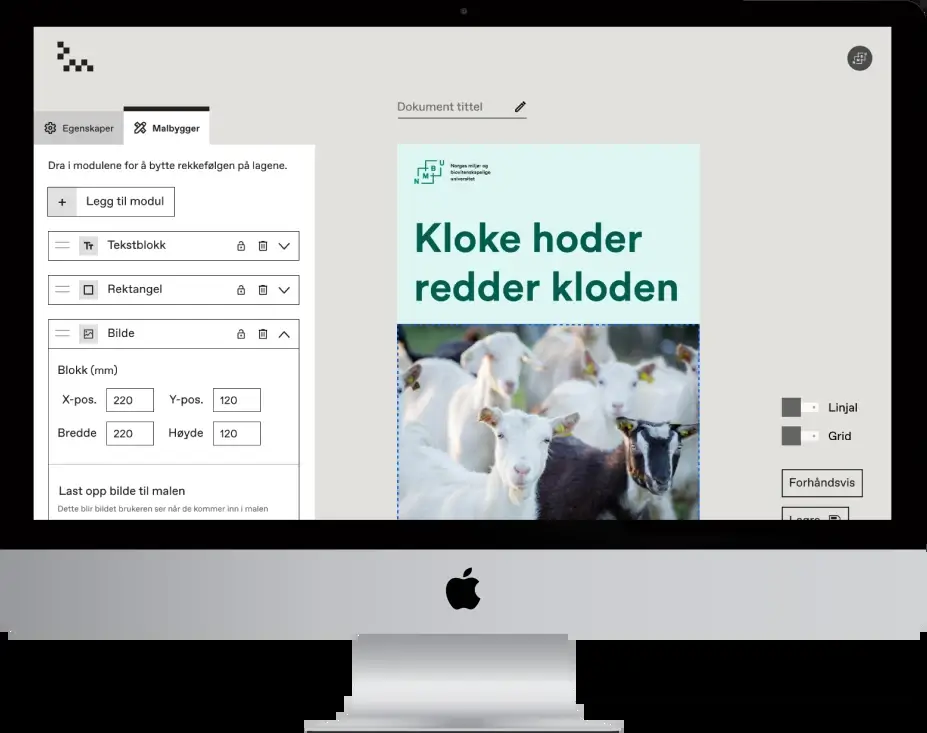 Dokument tittel
Egenskaper
Malbygger
Dra i modulene for å bytte rekkefølgen på lagene.
+ Legg til modul
Tr Tekstblokk
Rektangel
Bilde
Blokk (mm)
X-pos. 220 Y-pos. 120
Bredde 220 Høyde 120
Last opp bilde til malen
Dette blir bildet brukeren ser når de kommer inn i malen
N M B U
Norges miljø- og
biovitenskapelige
universitet
Kloke hoder
redder kloden
Linjal
Grid
Forhåndsvis
Lagre